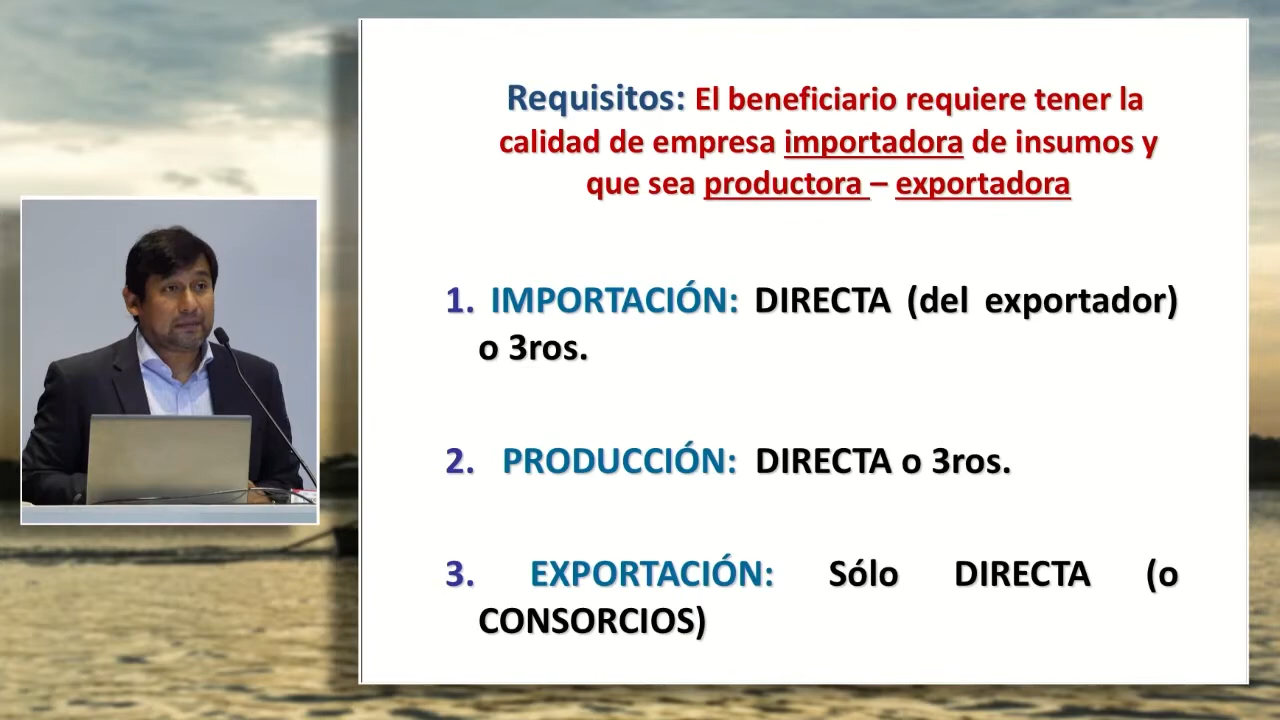 Requisitos: El beneficiario requiere tener la
calidad de empresa importadora de insumos y
que sea productora – exportadora
1. IMPORTACIÓN: DIRECTA (del exportador)
o 3ros.
2. PRODUCCIÓN: DIRECTA o 3ros.
3. EXPORTACIÓN: Sólo DIRECTA (o
CONSORCIOS)